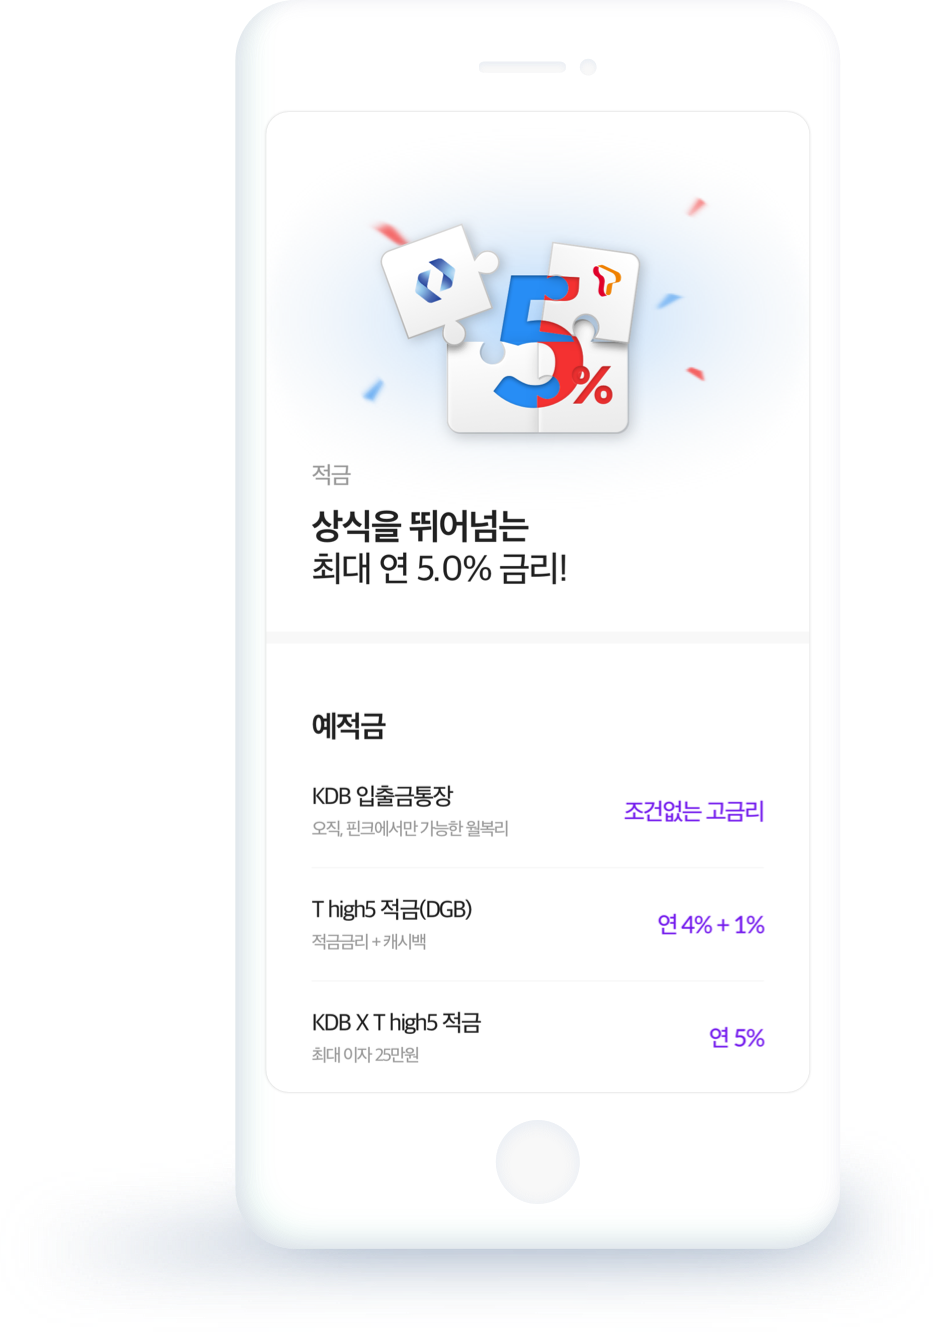 5%
적금
상식을 뛰어넘는
최대 연 5.0% 금리!
예적금
KDB 입출금통장
오직, 핀크에서만 가능한 월복리
조건없는 고금리
T high5 적금(DGB)
적금금리 + 캐시백
연 4% + 1%
KDB X T high5 적금
최대 이자 25만원
연 5%